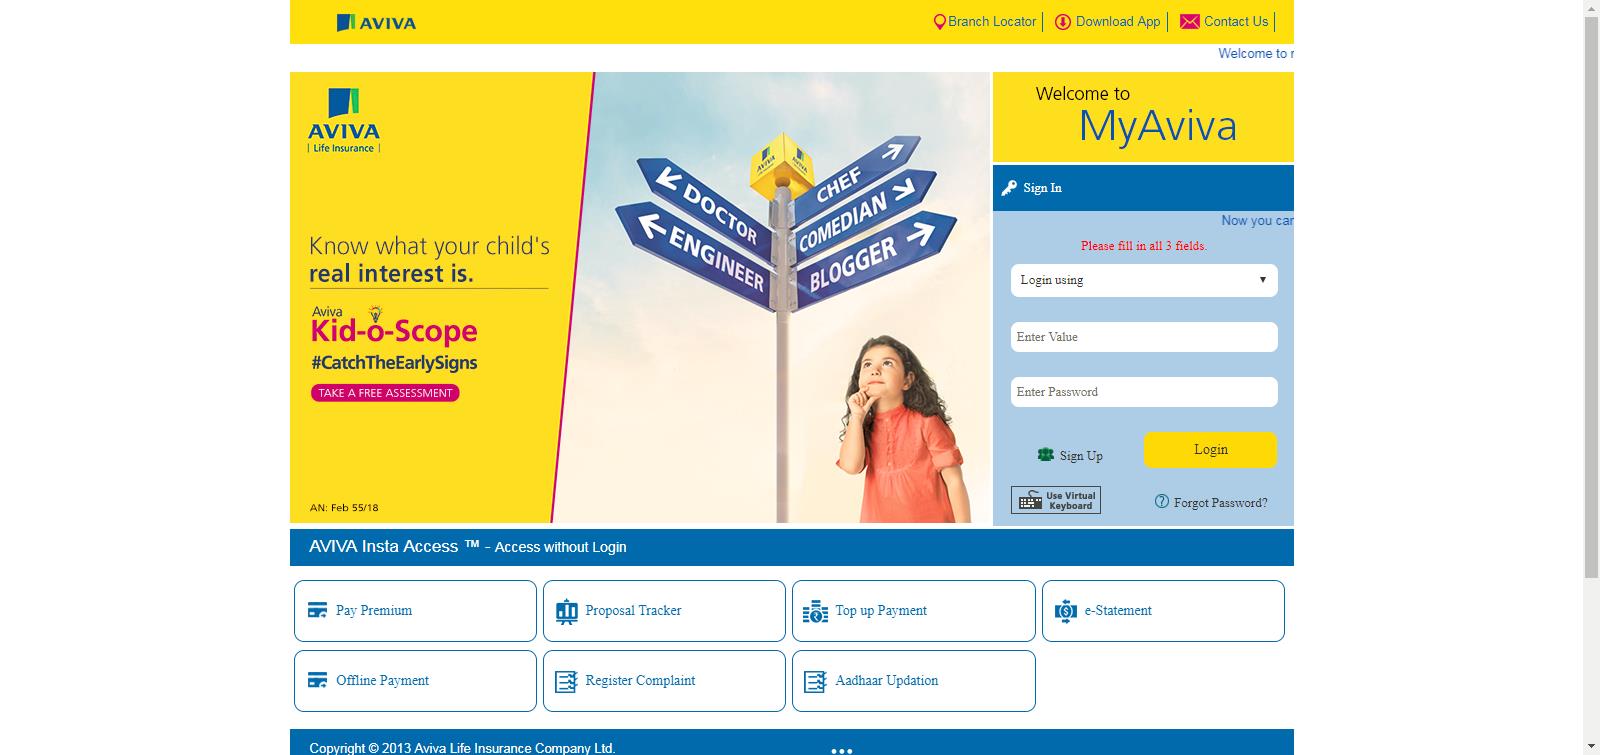 AVIVA
Branch Locator
Download App
Contact Us
Welcome to
AVIVA
Life Insurance
Know what your child's
real interest is.
Aviva
Kid-o-Scope
#CatchTheEarlySigns
TAKE A FREE ASSESSMENT
AN: Feb 55/18
AVIVA
AVIVA
DOCTOR
ENGINEER
CHEF
COMEDIAN
BLOGGER
Welcome to
MyAviva
Sign In
Now you can
Please fill in all 3 fields.
Login using
Enter Value
Enter Password
Sign Up
Login
Use Virtual
Keyboard
Forgot Password?
AVIVA Insta Access ™ - Access without Login
Pay Premium
Proposal Tracker
Top up Payment
e-Statement
Offline Payment
Register Complaint
Aadhaar Updation
Copyright © 2013 Aviva Life Insurance Company Ltd.